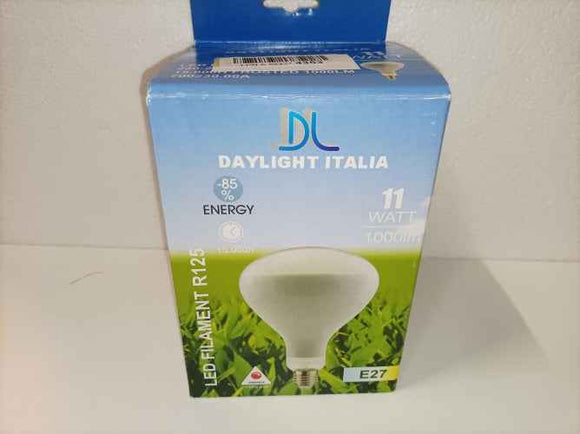 DL
DAYLIGHT ITALIA
-85
%
ENERGY
11
WATT
1000lm
LED FILAMENT R125
E27